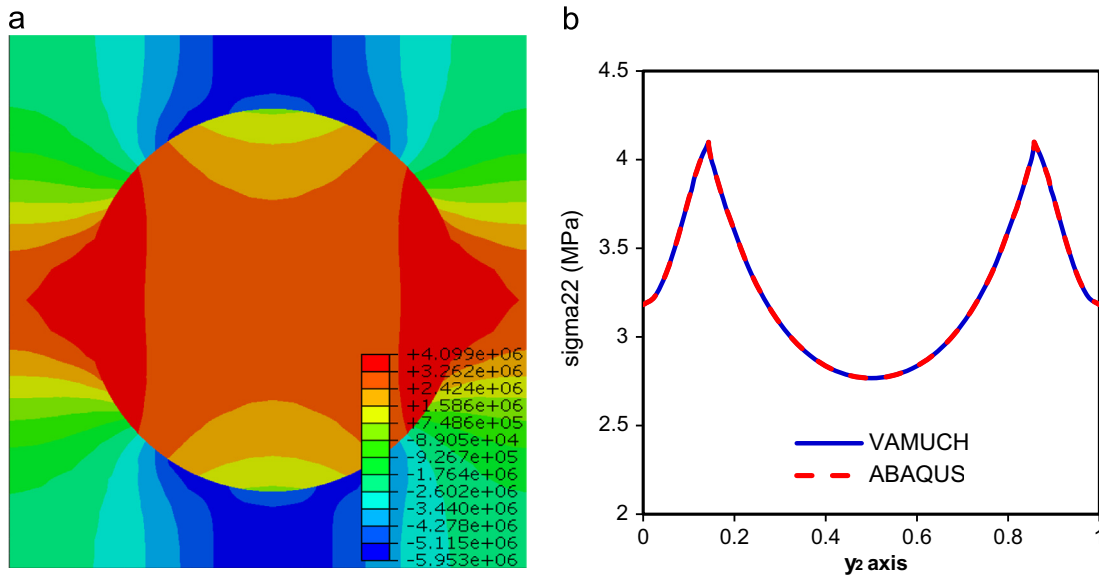 a
+4.099e+06
+3.262e+06
+2.424e+06
+1.586e+06
+7.486e+05
-8.905e+04
-9.267e+05
-1.764e+06
-2.602e+06
-3.440e+06
-4.278e+06
-5.115e+06
-5.953e+06
b
4.5
4
3.5
3
2.5
2
sigma22 (MPa)
VAMUCH
ABAQUS
0
0.2
0.4
0.6
0.8
1
y2 axis